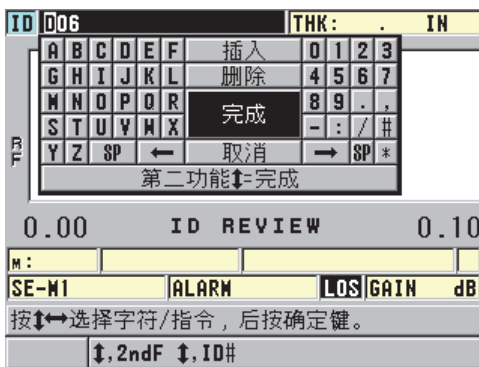 ID D06 THK: . IN
A B C D E F 插入 0 1 2 3
G H I J K L 删除 4 5 6 7
M N O P Q R 完成 8 9 . ,
S T U V W X - : / #
Y Z SP ← 取消 → SP *
第二功能↕=完成
RF
0.00 ID REVIEW 0.10
M:
SE-M1 ALARM LOS GAIN dB
按↕↔选择字符/指令，后按确定键。
↕,2ndF ↕,ID#